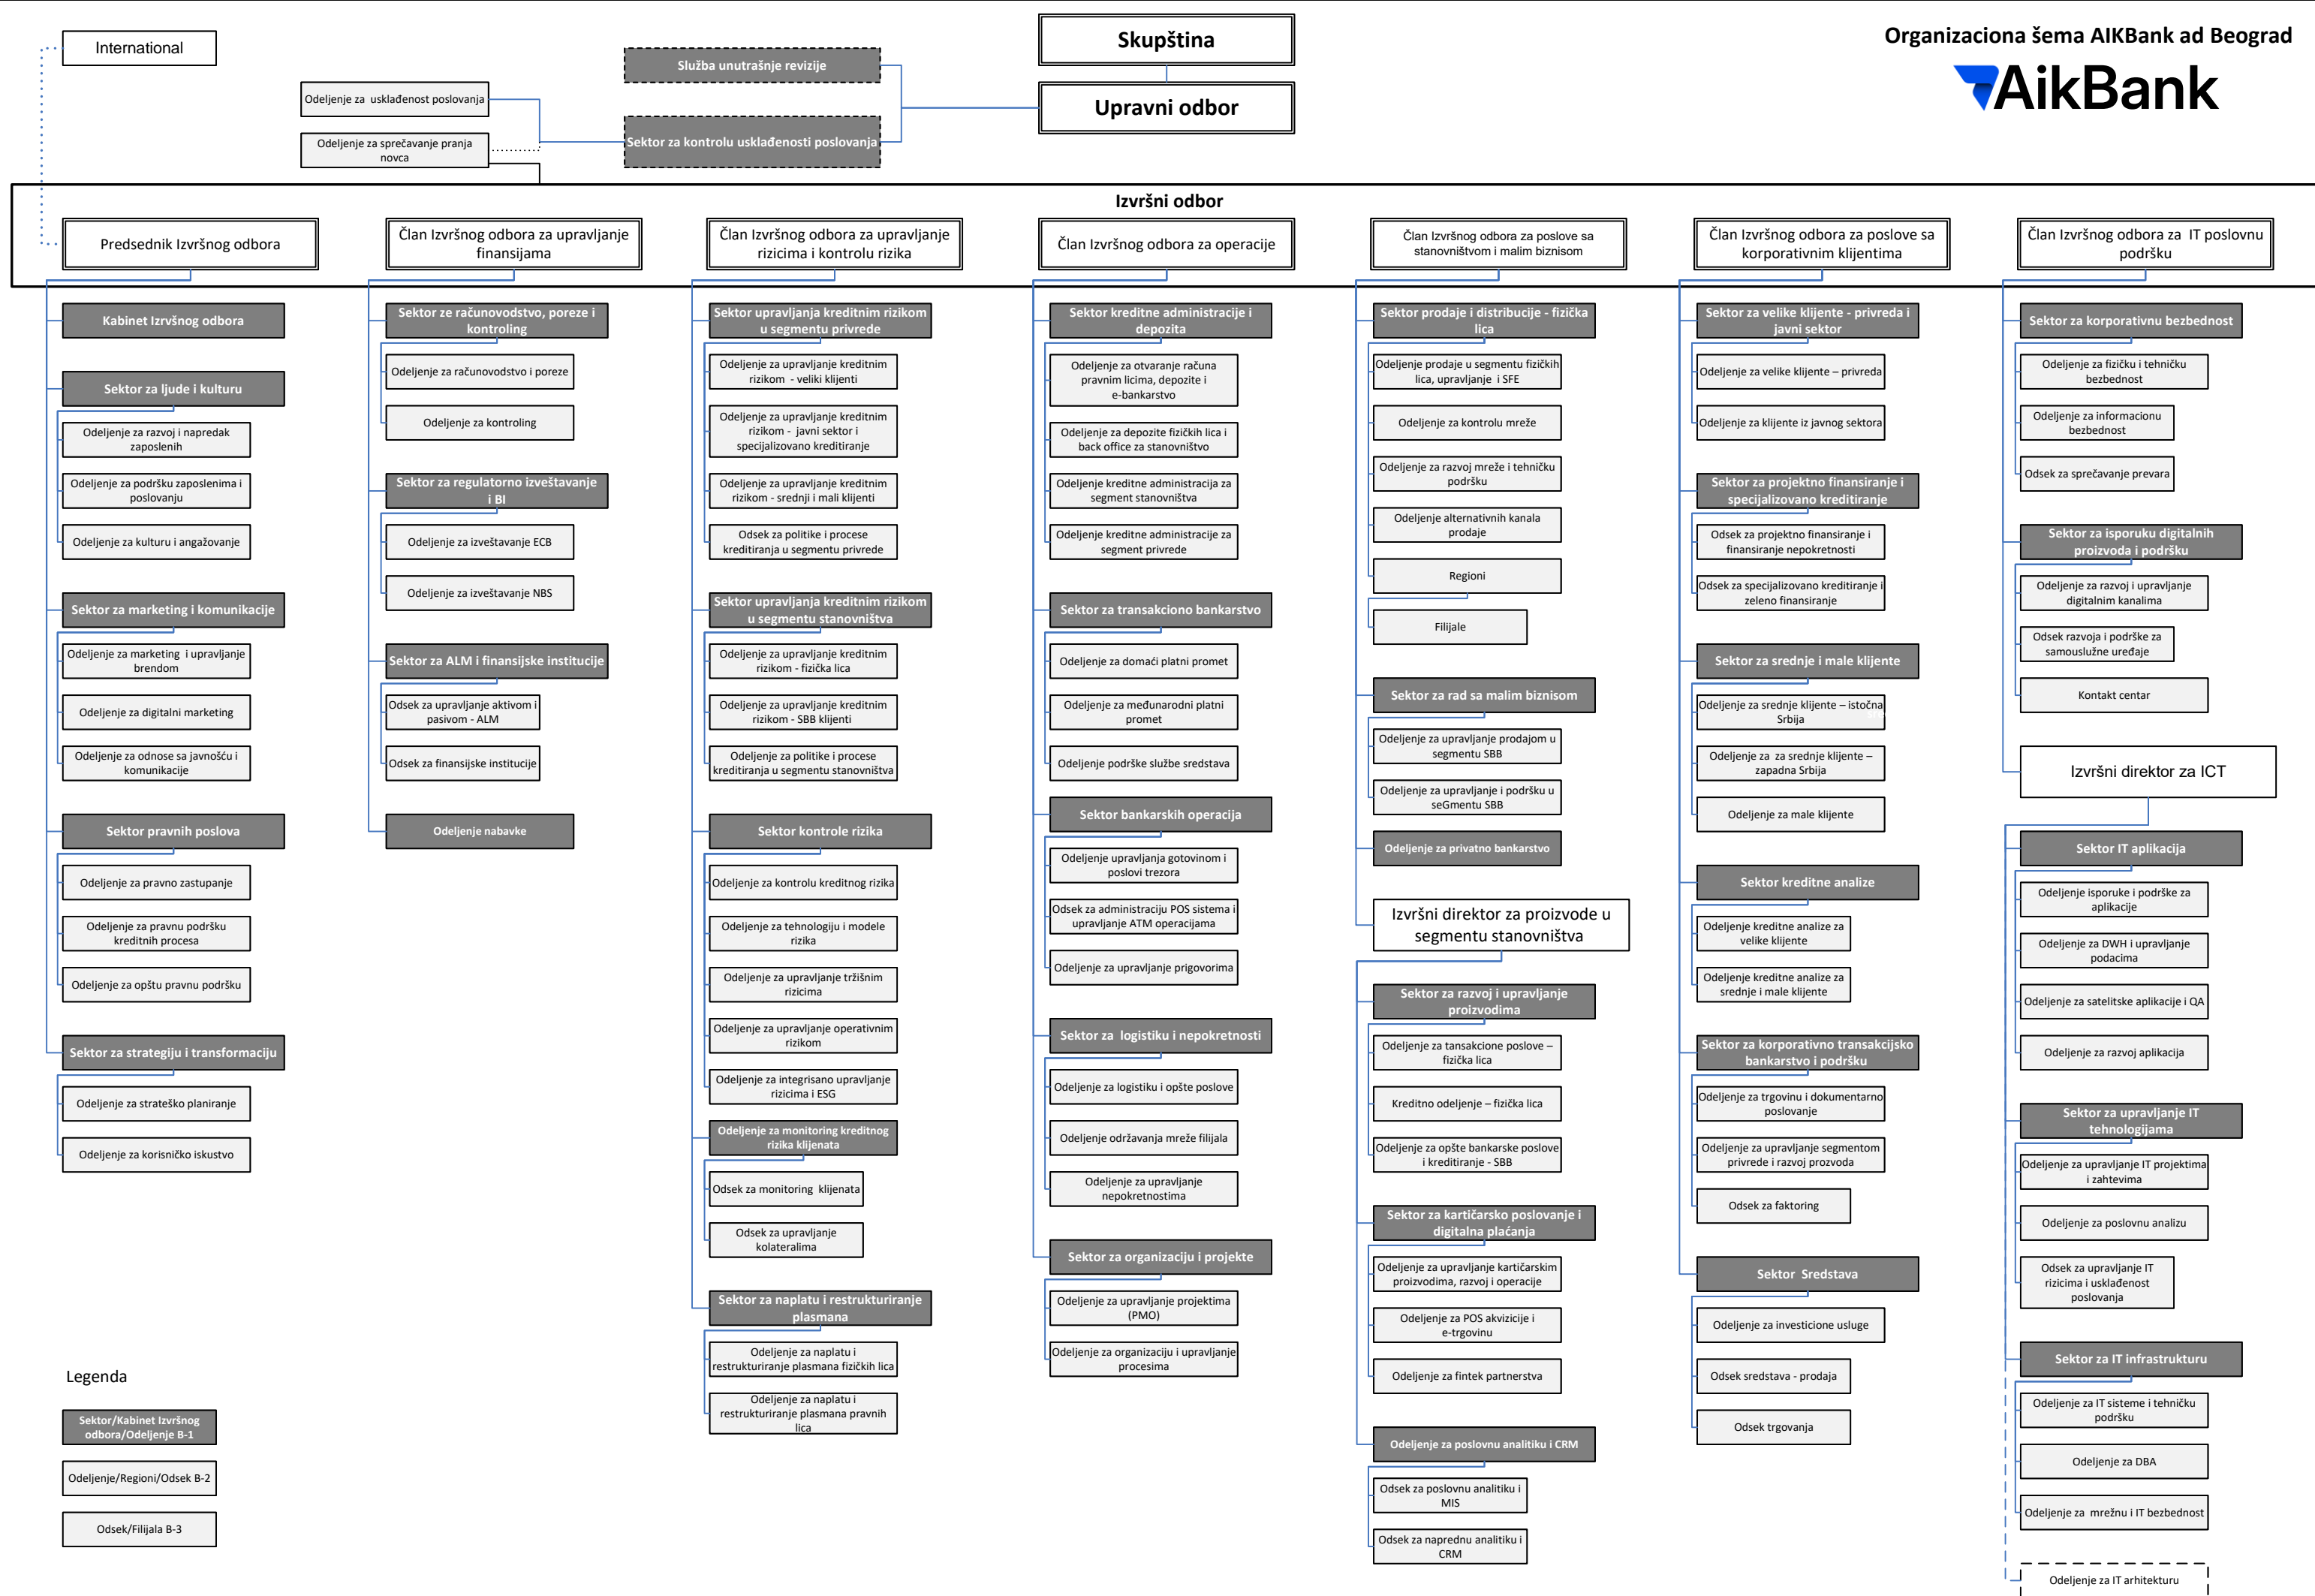 Organizaciona šema AIKBank ad Beograd
AikBank
Skupština
Upravni odbor
International
Služba unutrašnje revizije
Sektor za kontrolu usklađenosti poslovanja
Odeljenje za usklađenost poslovanja
Odeljenje za sprečavanje pranja
novca
Izvršni odbor
Predsednik Izvršnog odbora
Kabinet Izrvšnog odbora
Sektor za ljude i kulturu
Odeljenje za razvoj i napredak
zaposlenih
Odeljenje za podršku zaposlenima i
poslovanju
Odeljenje za kulturu i angažovanje
Sektor za marketing i komunikacije
Odeljenje za marketing i upravljanje
brendom
Odeljenje za digitalni marketing
Odeljenje za odnose sa javnošću i
komunikacije
Sektor pravnih poslova
Odeljenje za pravno zastupanje
Odeljenje za pravnu podršku
kreditnih procesa
Odeljenje za opštu pravnu podršku
Sektor za strategiju i transformaciju
Odeljenje za strateško planiranje
Odeljenje za korisničko iskustvo
Član Izvršnog odbora za upravljanje
finansijama
Sektor ze računovodstvo, poreze i
kontroling
Odeljenje za računovodstvo i poreze
Odeljenje za kontroling
Sektor za regulatorno izveštavanje
i BI
Odeljenje za izveštavanje ECB
Odeljenje za izveštavanje NBS
Sektor za ALM i finansijske institucije
Odsek za upravljanje aktivom i
pasivom - ALM
Odsek za finansijske institucije
Odeljenje nabavke
Član Izvršnog odbora za upravljanje
rizicima i kontrolu rizika
Sektor upravljanja kreditnim rizikom
u segmentu privrede
Odeljenje za upravljanje kreditnim
rizikom - veliki klijenti
Odeljenje za upravljanje kreditnim
rizikom - javni sektor i
specijalizovano kreditiranje
Odeljenje za upravljanje kreditnim
rizikom - srednji i mali klijenti
Odsek za politike i procese
kreditiranja u segmentu privrede
Sektor upravljanja kreditnim rizikom
u segmentu stanovništva
Odeljenje za upravljanje kreditnim
rizikom - fizička lica
Odeljenje za upravljanje kreditnim
rizikom - SBB klijenti
Odeljenje za politike i procese
kreditiranja u segmentu stanovništva
Sektor kontrole rizika
Odeljenje za kontrolu kreditnog rizika
Odeljenje za tehnologiju i modele
rizika
Odeljenje za upravljanje tržišnim
rizicima
Odeljenje za upravljanje operativnim
rizikom
Odeljenje za integrisano upravljanje
rizicima i ESG
Odeljenje za monitoring kreditnog
rizika klijenata
Odsek za monitoring klijenata
Odsek za upravljanje
kolateralima
Sektor za naplatu i restrukturiranje
plasmana
Odeljenje za naplatu i
restrukturiranje plasmana fizičkih lica
Odeljenje za naplatu i
restrukturiranje plasmana pravnih
lica
Član Izvršnog odbora za operacije
Sektor kreditne administracije i
depozita
Odeljenje za otvaranje računa
pravnim licima, depozite i
e-bankarstvo
Odeljenje za depozite fizičkih lica i
back office za stanovništvo
Odeljenje kreditne administracija za
segment stanovništva
Odeljenje kreditne administracije za
segment privrede
Sektor za transakciono bankarstvo
Odeljenje za domaći platni promet
Odeljenje za međunarodni platni
promet
Odeljenje podrške službe sredstava
Sektor bankarskih operacija
Odeljenje upravljanja gotovinom i
poslovi trezora
Odsek za administraciju POS sistema i
upravljanje ATM operacijama
Odeljenje za upravljanje prigovorima
Sektor za logistiku i nepokretnosti
Odeljenje za logistiku i opšte poslove
Odeljenje održavanja mreže filijala
Odeljenje za upravljanje
nepokretnostima
Sektor za organizaciju i projekte
Odeljenje za upravljanje projektima
(PMO)
Odeljenje za organizaciju i upravljanje
procesima
Član Izvršnog odbora za poslove sa
stanovništvom i malim biznisom
Sektor prodaje i distribucije - fizička
lica
Odeljenje prodaje u segmentu fizičkih
lica, upravljanje i SFE
Odeljenje za kontrolu mreže
Odeljenje za razvoj mreže i tehničku
podršku
Odeljenje alternativnih kanala
prodaje
Regioni
Filijale
Sektor za rad sa malim biznisom
Odeljenje za upravljanje prodajom u
segmentu SBB
Odeljenje za upravljanje i podršku u
seGmentu SBB
Odeljenje za privatno bankarstvo
Izvršni direktor za proizvode u
segmentu stanovništva
Sektor za razvoj i upravljanje
proizvodima
Odeljenje za tansakcione poslove –
fizička lica
Kreditno odeljenje – fizička lica
Odeljenje za opšte bankarske poslove
i kreditiranje - SBB
Sektor za kartičarsko poslovanje i
digitalna plaćanja
Odeljenje za upravljanje kartičarskim
proizvodima, razvoj i operacije
Odeljenje za POS akvizicije i
e-trgovinu
Odeljenje za fintek partnerstva
Odeljenje za poslovnu analitiku i CRM
Odsek za poslovnu analitiku i
MIS
Odsek za naprednu analitiku i
CRM
Član Izvršnog odbora za poslove sa
korporativnim klijentima
Sektor za velike klijente - privreda i
javni sektor
Odeljenje za velike klijente – privreda
Odeljenje za klijente iz javnog sektora
Sektor za projektno finansiranje i
specijalizovano kreditiranje
Odsek za projektno finansiranje i
finansiranje nepokretnosti
Odsek za specijalizovano kreditiranje i
zeleno finansiranje
Sektor za srednje i male klijente
Odeljenje za srednje klijente – istočna
Srbija
Odeljenje za za srednje klijente –
zapadna Srbija
Odeljenje za male klijente
Sektor kreditne analize
Odeljenje kreditne analize za
velike klijente
Odeljenje kreditne analize za
srednje i male klijente
Sektor za korporativno transakcijsko
bankarstvo i podršku
Odeljenje za trgovinu i dokumentarno
poslovanje
Odeljenje za upravljanje segmentom
privrede i razvoj prozvoda
Odsek za faktoring
Sektor Sredstava
Odeljenje za investicione usluge
Odsek sredstava - prodaja
Odsek trgovanja
Član Izvršnog odbora za IT poslovnu
podršku
Sektor za korporativnu bezbednost
Odeljenje za fizičku i tehničku
bezbednost
Odeljenje za informacionu
bezbednost
Odsek za sprečavanje prevara
Sektor za isporuku digitalnih
proizvoda i podršku
Odeljenje za razvoj i upravljanje
digitalnim kanalima
Odsek razvoja i podrške za
samouslužne uređaje
Kontakt centar
Izvršni direktor za ICT
Sektor IT aplikacija
Odeljenje isporuke i podrške za
aplikacije
Odeljenje za DWH i upravljanje
podacima
Odeljenje za satelitske aplikacije i QA
Odeljenje za razvoj aplikacija
Sektor za upravljanje IT
tehnologijama
Odeljenje za upravljanje IT projektima
i zahtevima
Odeljenje za poslovnu analizu
Odsek za upravljanje IT
rizicima i usklađenost
poslovanja
Sektor za IT infrastrukturu
Odeljenje za IT sisteme i tehničku
podršku
Odeljenje za DBA
Odeljenje za mrežnu i IT bezbednost
Odeljenje za IT arhitekturu
Legenda
Sektor/Kabinet Izvršnog
odbora/Odeljenje B-1
Odeljenje/Regioni/Odsek B-2
Odsek/Filijala B-3